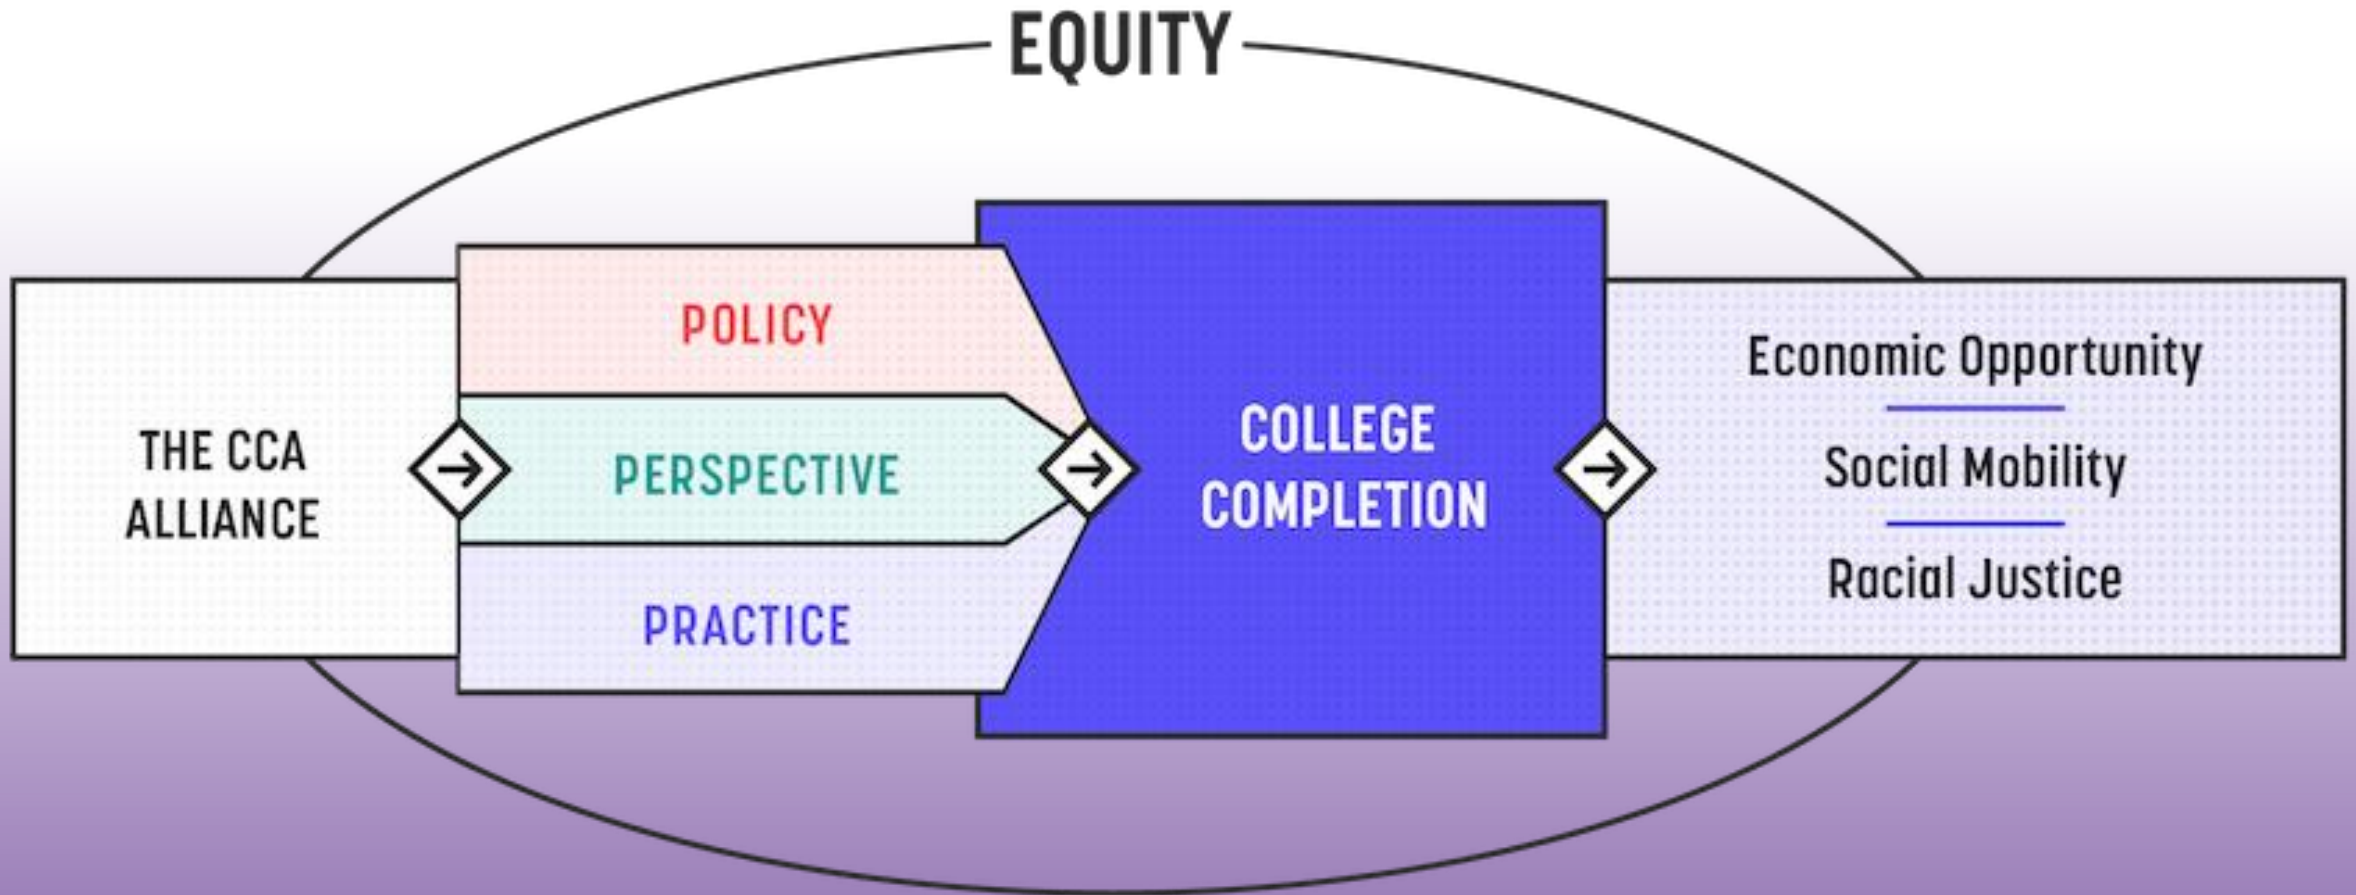 EQUITY
THE CCA
ALLIANCE
POLICY
PERSPECTIVE
PRACTICE
COLLEGE
COMPLETION
Economic Opportunity
Social Mobility
Racial Justice